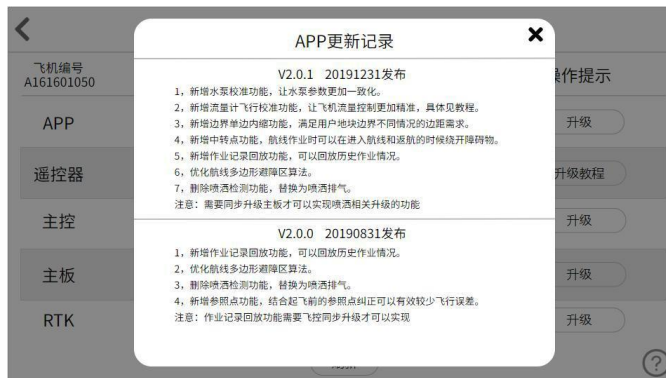 APP更新记录
飞机编号
A161601050
操作提示
V2.0.1 20191231发布
1，新增水泵校准功能，让水泵参数更加一致化。
2，新增流量计飞行校准功能，让飞机流量控制更加精准，具体见教程。
3，新增边界单边内缩功能，满足用户地块边界不同情况的边距需求。
4，新增中转点功能，航线作业时可以在进入航线和返航的时候绕开障碍物。
5，新增作业记录回放功能，可以回放历史作业情况。
6，优化航线多边形避障区算法。
7，删除喷洒检测功能，替换为喷洒排气。
注意：需要同步升级主板才可以实现喷洒相关升级的功能
V2.0.0 20190831发布
1，新增作业记录回放功能，可以回放历史作业情况。
2，优化航线多边形避障区算法。
3，删除喷洒检测功能，替换为喷洒排气。
4，新增参照点功能，结合起飞前的参照点纠正可以有效较少飞行误差。
注意：作业记录回放功能需要飞控同步升级才可以实现
APP
升级
遥控器
升级教程
主控
升级
主板
升级
RTK
升级
?